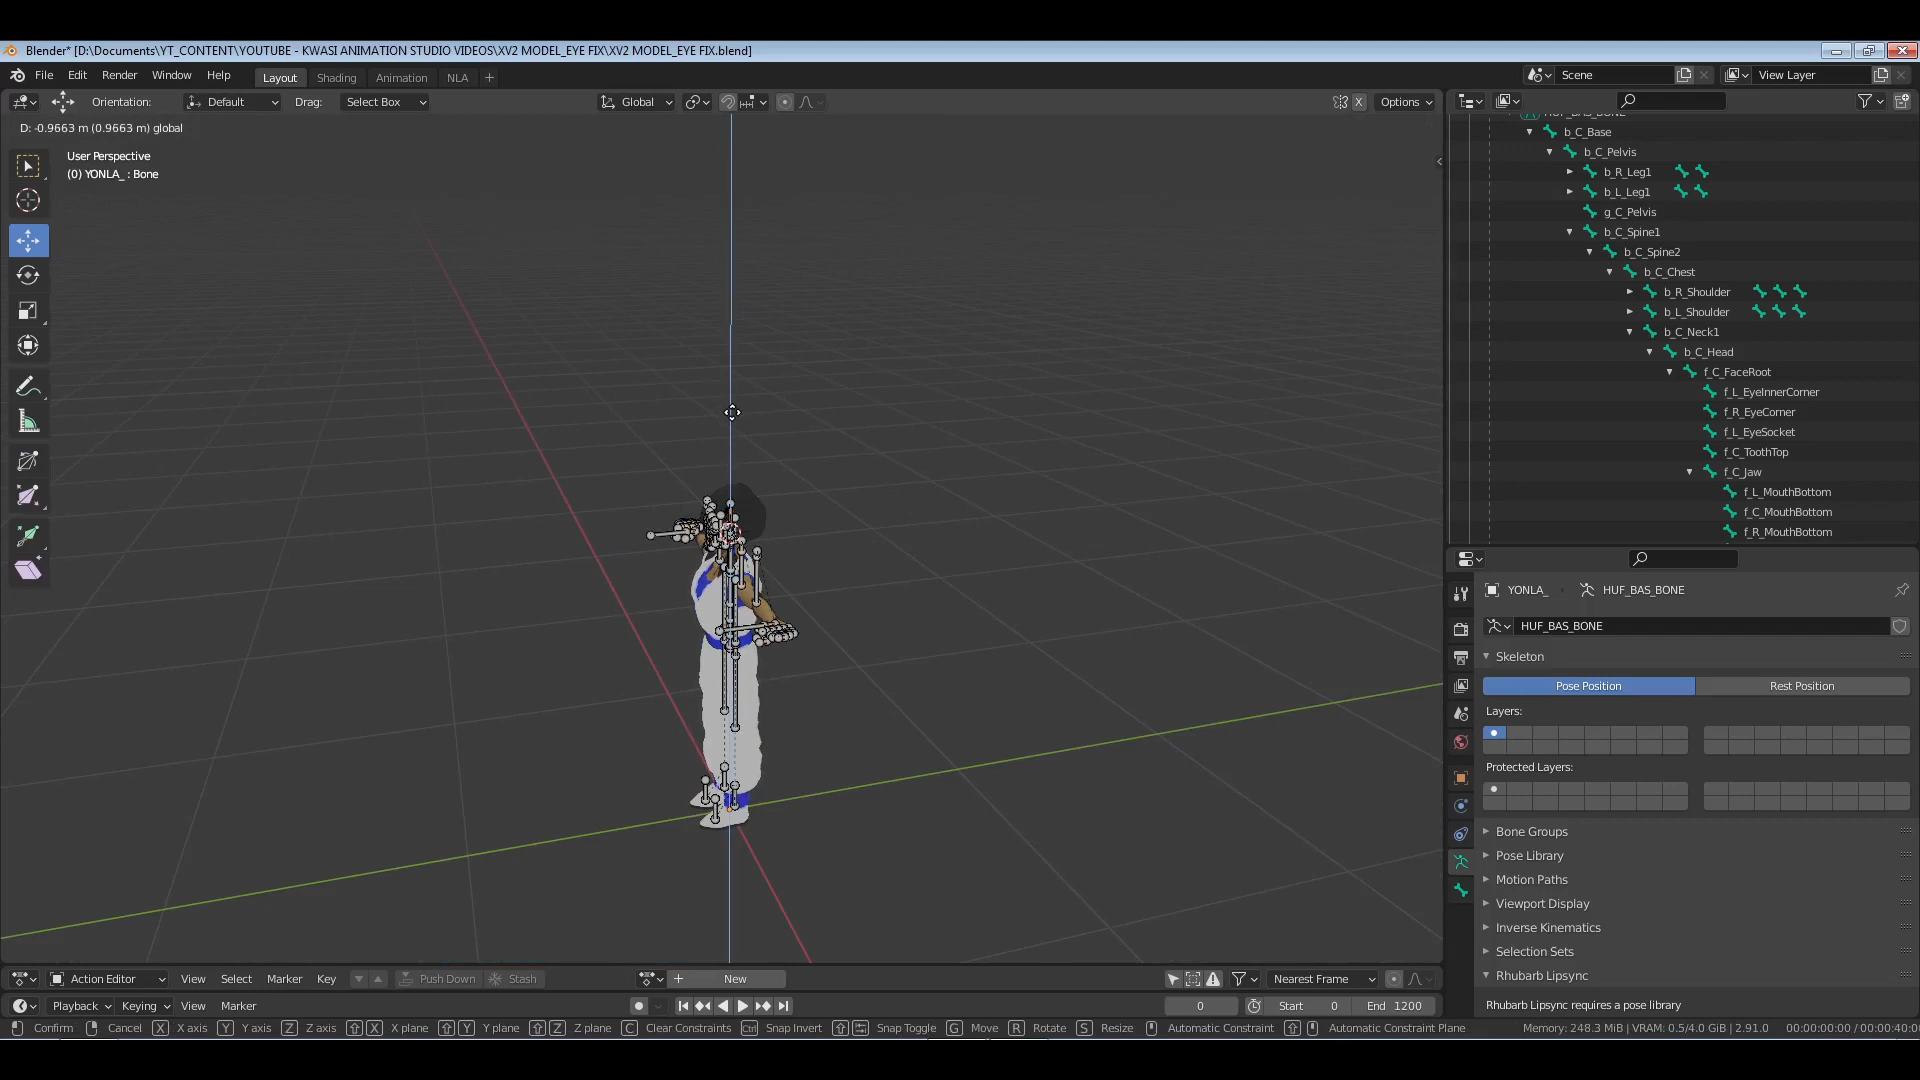 Blender* [D:\Documents\YT_CONTENT\YOUTUBE - KWASI ANIMATION STUDIO VIDEOS\XV2 MODEL_EYE FIX\XV2 MODEL_EYE FIX.blend]
File Edit Render Window Help Layout Shading Animation NLA + Scene View Layer
Orientation: Default Drag: Select Box Global X Options
D: -0.9663 m (0.9663 m) global
User Perspective
(0) YONLA_ : Bone
HUF_BAS_BONE
b_C_Base
b_C_Pelvis
b_R_Leg1
b_L_Leg1
g_C_Pelvis
b_C_Spine1
b_C_Spine2
b_C_Chest
b_R_Shoulder
b_L_Shoulder
b_C_Neck1
b_C_Head
f_C_FaceRoot
f_L_EyeInnerCorner
f_R_EyeCorner
f_L_EyeSocket
f_C_ToothTop
f_C_Jaw
f_L_MouthBottom
f_C_MouthBottom
f_R_MouthBottom
YONLA_ HUF_BAS_BONE
HUF_BAS_BONE
Skeleton
Pose Position Rest Position
Layers:
Protected Layers:
Bone Groups
Pose Library
Motion Paths
Viewport Display
Inverse Kinematics
Selection Sets
Rhubarb Lipsync
Rhubarb Lipsync requires a pose library
Action Editor View Select Marker Key Push Down Stash + New Nearest Frame
Playback Keying View Marker 0 Start 0 End 1200
Confirm Cancel X X axis Y Y axis Z Z axis X X plane Y Y plane Z Z plane C Clear Constraints Ctrl Snap Invert Snap Toggle G Move R Rotate S Resize Automatic Constraint Automatic Constraint Plane Memory: 248.3 MiB | VRAM: 0.5/4.0 GiB | 2.91.0 00:00:00:00 / 00:00:40:0